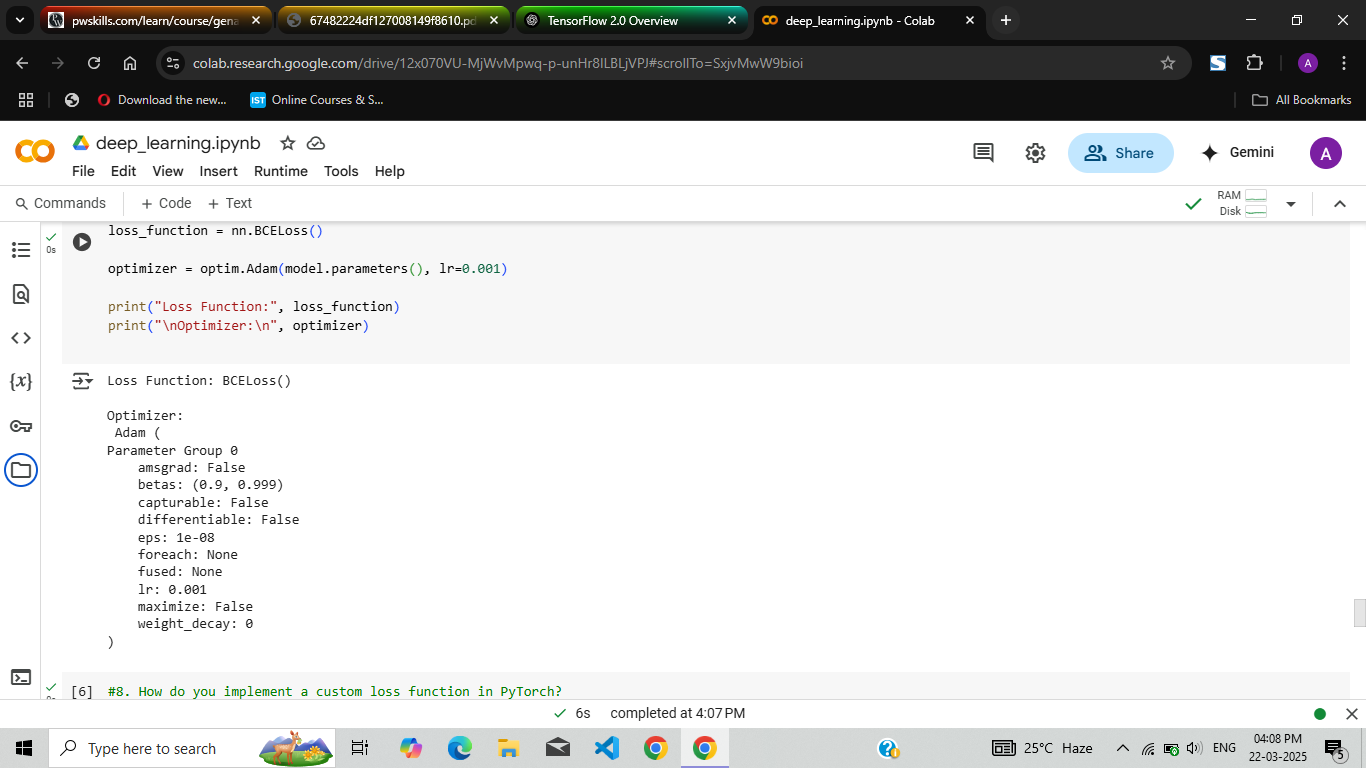 pwskills.com/learn/course/gena
67482224df127008149f8610.pd
TensorFlow 2.0 Overview
deep_learning.ipynb - Colab
colab.research.google.com/drive/12x070VU-MjWvMpwq-p-unHr8ILBLjVPJ#scrollTo=SxjvMwW9bioi
S
A
Download the new...
IST
Online Courses & S...
All Bookmarks
deep_learning.ipynb
File Edit View Insert Runtime Tools Help
Share
Gemini
A
Commands
+ Code + Text
RAM
Disk
0s
loss_function = nn.BCELoss()
optimizer = optim.Adam(model.parameters(), lr=0.001)
print("Loss Function:", loss_function)
print("\nOptimizer:\n", optimizer)
{x}
Loss Function: BCELoss()
Optimizer:
Adam (
Parameter Group 0
amsgrad: False
betas: (0.9, 0.999)
capturable: False
differentiable: False
eps: 1e-08
foreach: None
fused: None
lr: 0.001
maximize: False
weight_decay: 0
)
[6] #8. How do you implement a custom loss function in PyTorch?
6s completed at 4:07 PM
Type here to search
25°C Haze
ENG
04:08 PM
22-03-2025
5